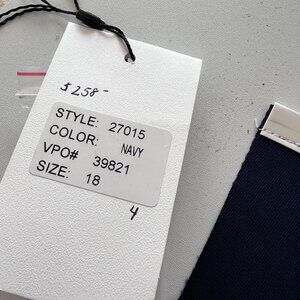 $258-
STYLE: 27015
COLOR: NAVY
VPO# 39821
SIZE: 18
4